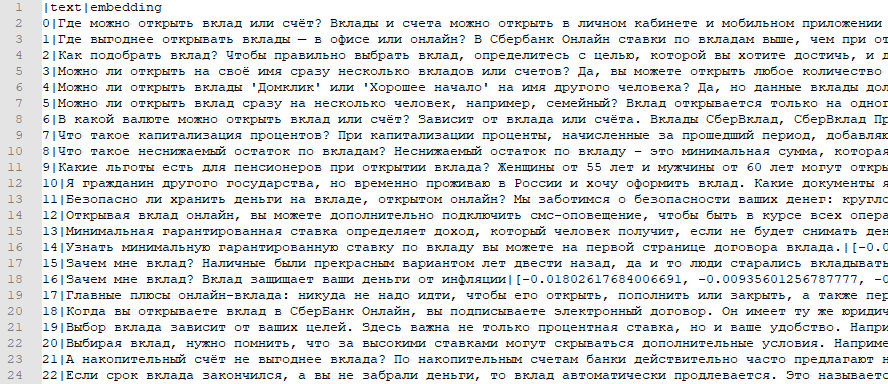 1 |text|embedding
2 0|Где можно открыть вклад или счёт? Вклады и счета можно открыть в личном кабинете и мобильном приложении
3 1|Где выгоднее открывать вклады — в офисе или онлайн? В Сбербанк Онлайн ставки по вкладам выше, чем при от
4 2|Как подобрать вклад? Чтобы правильно выбрать вклад, определитесь с целью, которой вы хотите достичь, и д
5 3|Можно ли открыть на своё имя сразу несколько вкладов или счетов? Да, вы можете открыть любое количество
6 4|Можно ли открыть вклады 'Домклик' или 'Хорошее начало' на имя другого человека? Да, но данные вклады дол
7 5|Можно ли открыть вклад сразу на несколько человек, например, семейный? Вклад открывается только на одног
8 6|В какой валюте можно открыть вклад или счёт? Зависит от вклада или счёта. Вклады СберВклад, СберВклад Пр
9 7|Что такое капитализация процентов? При капитализации проценты, начисленные за прошедший период, добавляю
10 8|Что такое неснижаемый остаток по вкладам? Неснижаемый остаток по вкладу – это минимальная сумма, которая
11 9|Какие льготы есть для пенсионеров при открытии вклада? Женщины от 55 лет и мужчины от 60 лет могут откры
12 10|Я гражданин другого государства, но временно проживаю в России и хочу оформить вклад. Какие документы я
13 11|Безопасно ли хранить деньги на вкладе, открытом онлайн? Мы заботимся о безопасности ваших денег: кругло
14 12|Открывая вклад онлайн, вы можете дополнительно подключить смс-оповещение, чтобы быть в курсе всех опера
15 13|Минимальная гарантированная ставка определяет доход, который человек получит, если не будет снимать ден
16 14|Узнать минимальную гарантированную ставку по вкладу вы можете на первой странице договора вклада.|[-0.0
17 15|Зачем мне вклад? Наличные были прекрасным вариантом лет двести назад, да и то люди старались вкладывать
18 16|Зачем мне вклад? Вклад защищает ваши деньги от инфляции|[-0.01802617684006691, -0.00935601256787777, -0
19 17|Главные плюсы онлайн-вклада: никуда не надо идти, чтобы его открыть, пополнить или закрыть, а также пер
20 18|Когда вы открываете вклад в СберБанк Онлайн, вы подписываете электронный договор. Он имеет ту же юридич
21 19|Выбор вклада зависит от ваших целей. Здесь важна не только процентная ставка, но и ваше удобство. Напри
22 20|Выбирая вклад, нужно помнить, что за высокими ставками могут скрываться дополнительные условия. Наприме
23 21|А накопительный счёт не выгоднее вклада? По накопительным счетам банки действительно часто предлагают н
24 22|Если срок вклада закончился, а вы не забрали деньги, то вклад автоматически продлевается. Это называетс